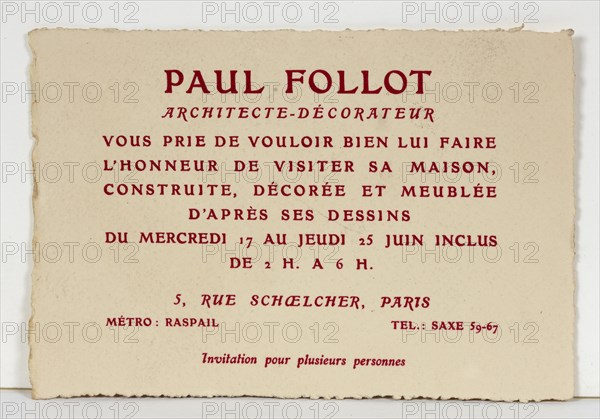 PAUL FOLLOT
ARCHITECTE-DÉCORATEUR
VOUS PRIE DE VOULOIR BIEN LUI FAIRE
L'HONNEUR DE VISITER SA MAISON,
CONSTRUITE, DÉCORÉE ET MEUBLÉE
D'APRÈS SES DESSINS
DU MERCREDI 17 AU JEUDI 25 JUIN INCLUS
DE 2 H. A 6 H.
5, RUE SCHŒLCHER, PARIS
MÉTRO : RASPAIL TEL. : SAXE 59-67
Invitation pour plusieurs personnes